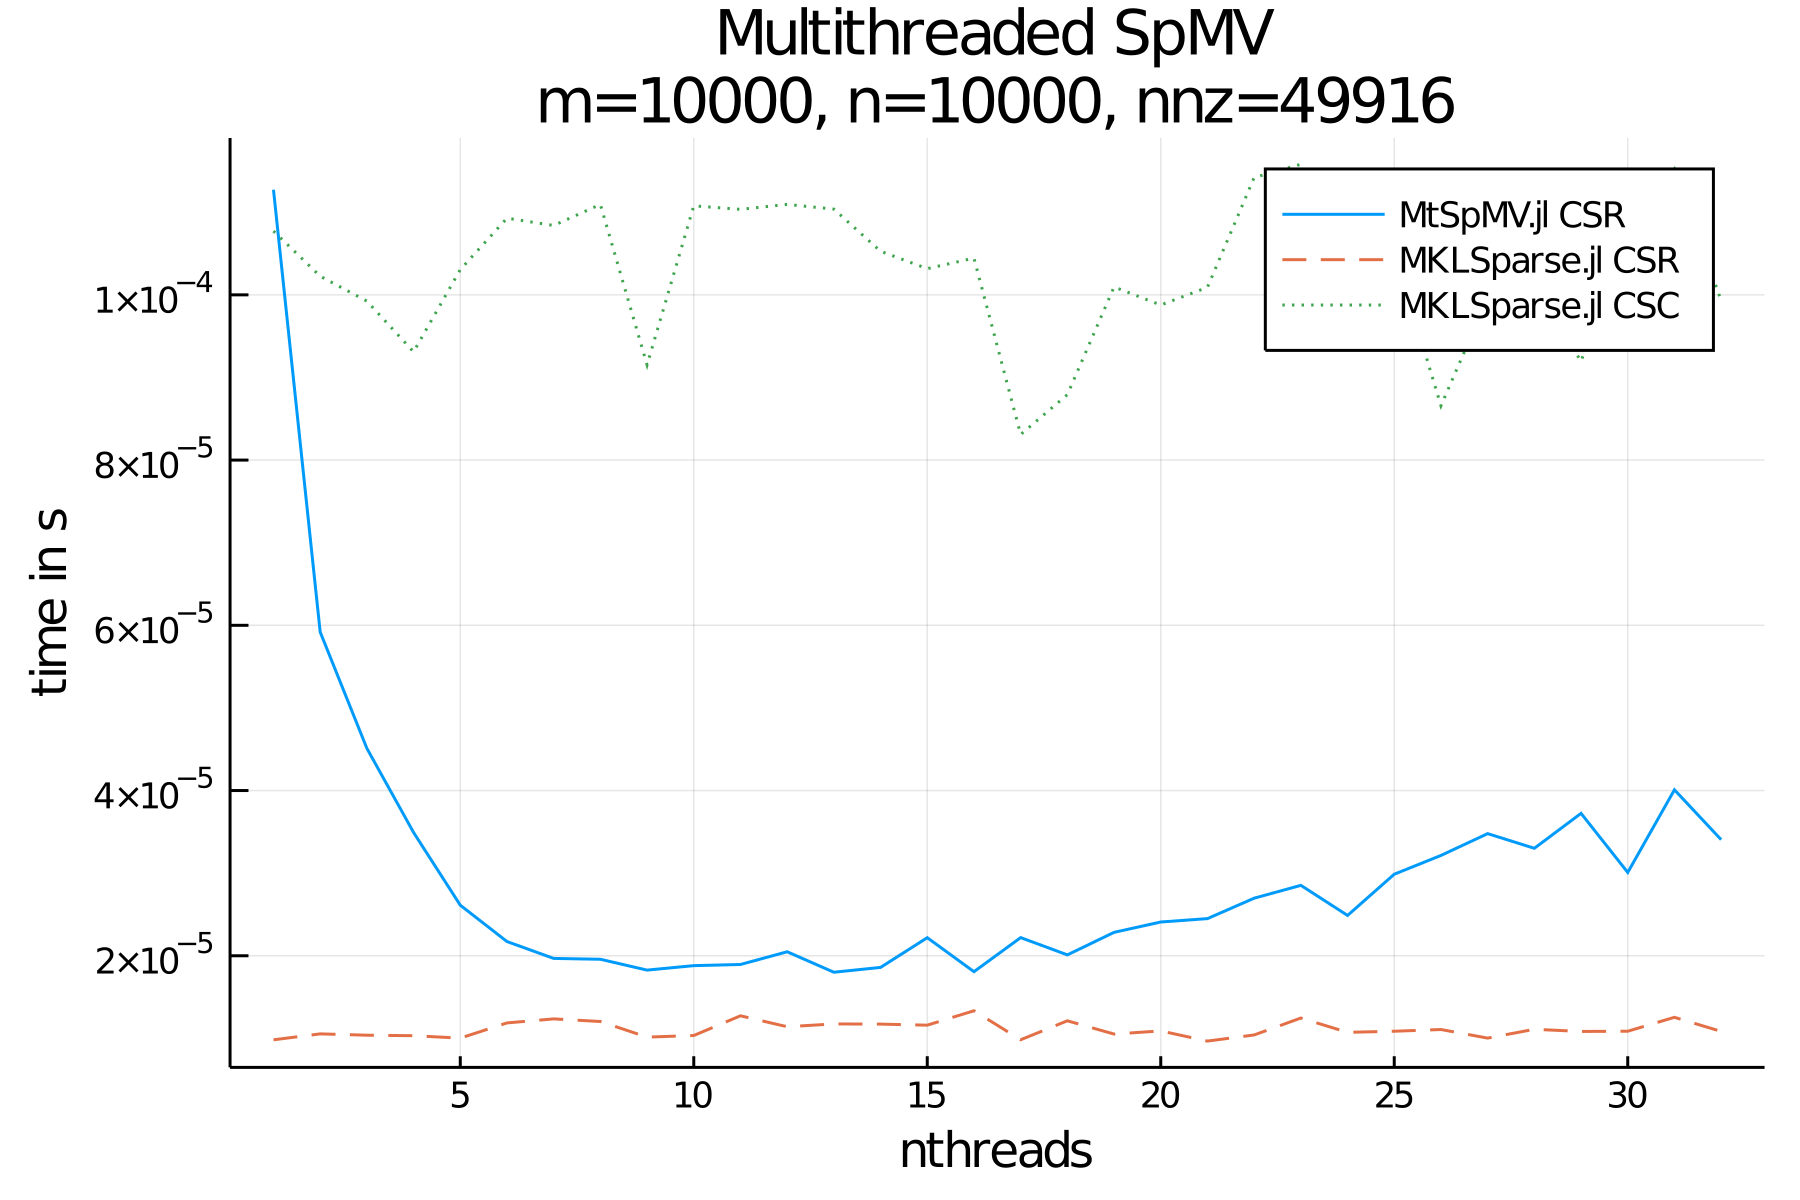 Multithreaded SpMV
m=10000, n=10000, nnz=49916
MtSpMV.jl CSR
MKLSparse.jl CSR
MKLSparse.jl CSC
1×10⁻⁴
8×10⁻⁵
6×10⁻⁵
4×10⁻⁵
2×10⁻⁵
time in s
5 10 15 20 25 30
nthreads